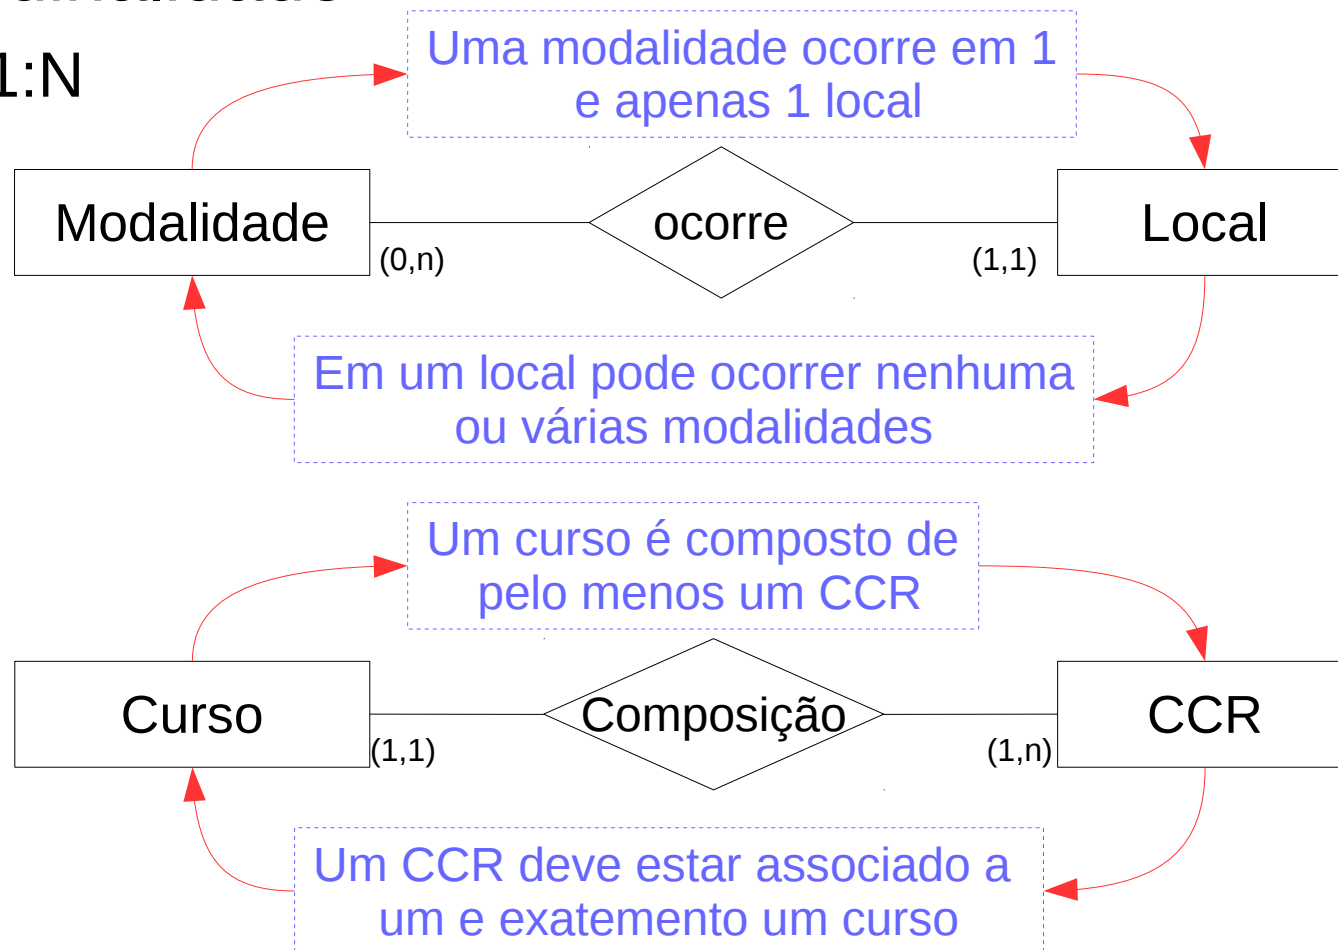 1:N
Uma modalidade ocorre em 1
e apenas 1 local
Modalidade
ocorre
Local
(0,n)
(1,1)
Em um local pode ocorrer nenhuma
ou várias modalidades
Um curso é composto de
pelo menos um CCR
Curso
Composição
CCR
(1,1)
(1,n)
Um CCR deve estar associado a
um e exatemento um curso